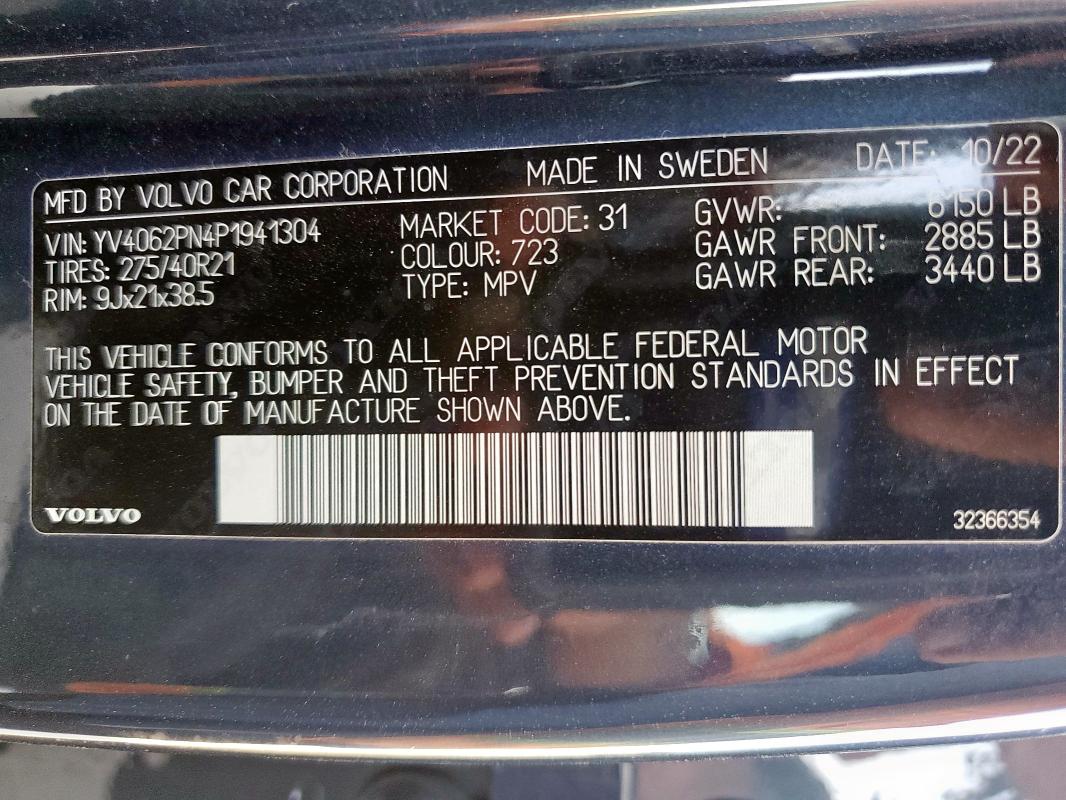 MFD BY VOLVO CAR CORPORATION MADE IN SWEDEN DATE: 10/22
VIN: YV4062PN4P1941304 MARKET CODE: 31 GVWR: 6150 LB
TIRES: 275/40R21 COLOUR: 723 GAWR FRONT: 2885 LB
RIM: 9Jx21x38.5 TYPE: MPV GAWR REAR: 3440 LB
THIS VEHICLE CONFORMS TO ALL APPLICABLE FEDERAL MOTOR
VEHICLE SAFETY, BUMPER AND THEFT PREVENTION STANDARDS IN EFFECT
ON THE DATE OF MANUFACTURE SHOWN ABOVE.
VOLVO 32366354